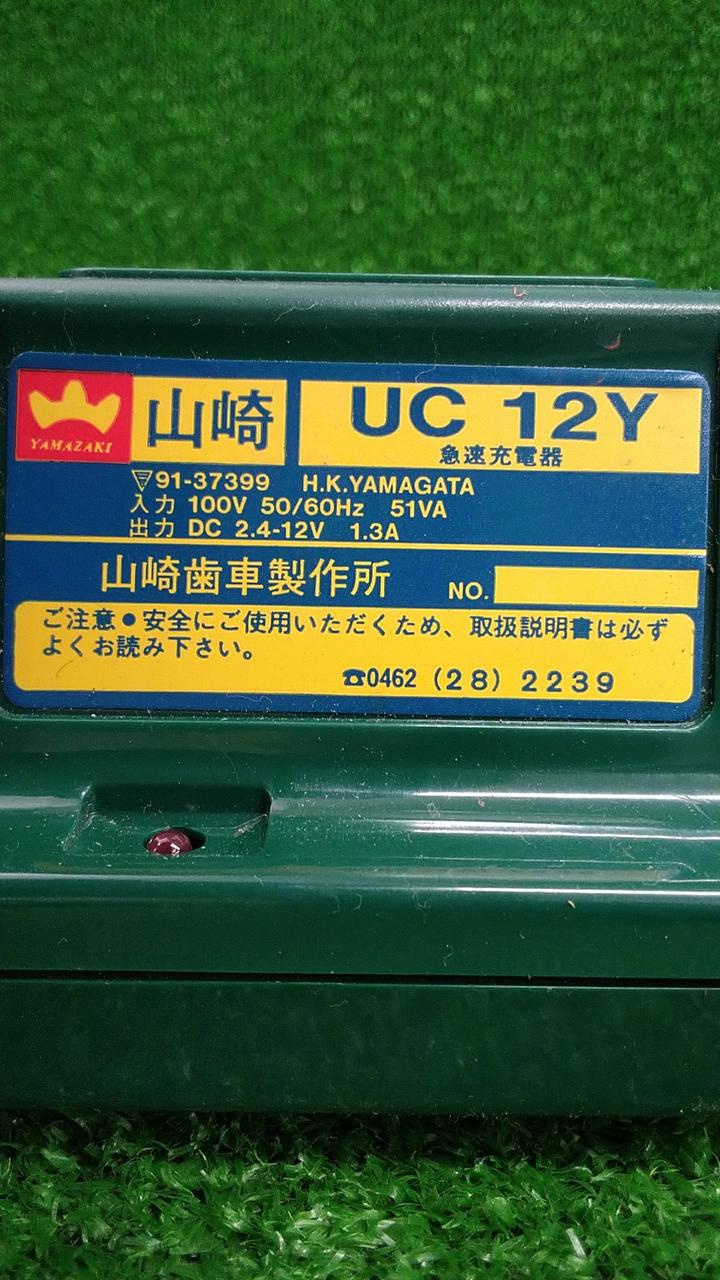 YAMAZAKI
山崎
UC 12Y
急速充電器
91-37399 H.K.YAMAGATA
入力 100V 50/60Hz 51VA
出力 DC 2.4-12V 1.3A
山崎歯車製作所 NO.
ご注意●安全にご使用いただくため、取扱説明書は必ず
よくお読み下さい。
☎0462(28)2239